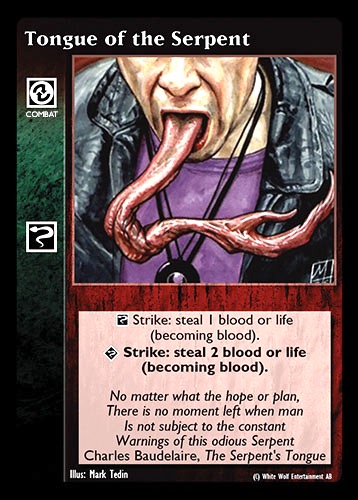 Tongue of the Serpent
COMBAT
Strike: steal 1 blood or life
(becoming blood).
Strike: steal 2 blood or life
(becoming blood).
No matter what the hope or plan,
There is no moment left when man
Is not subject to the constant
Warnings of this odious Serpent
Charles Baudelaire, The Serpent's Tongue
Illus: Mark Tedin
(C) White Wolf Entertainment AB